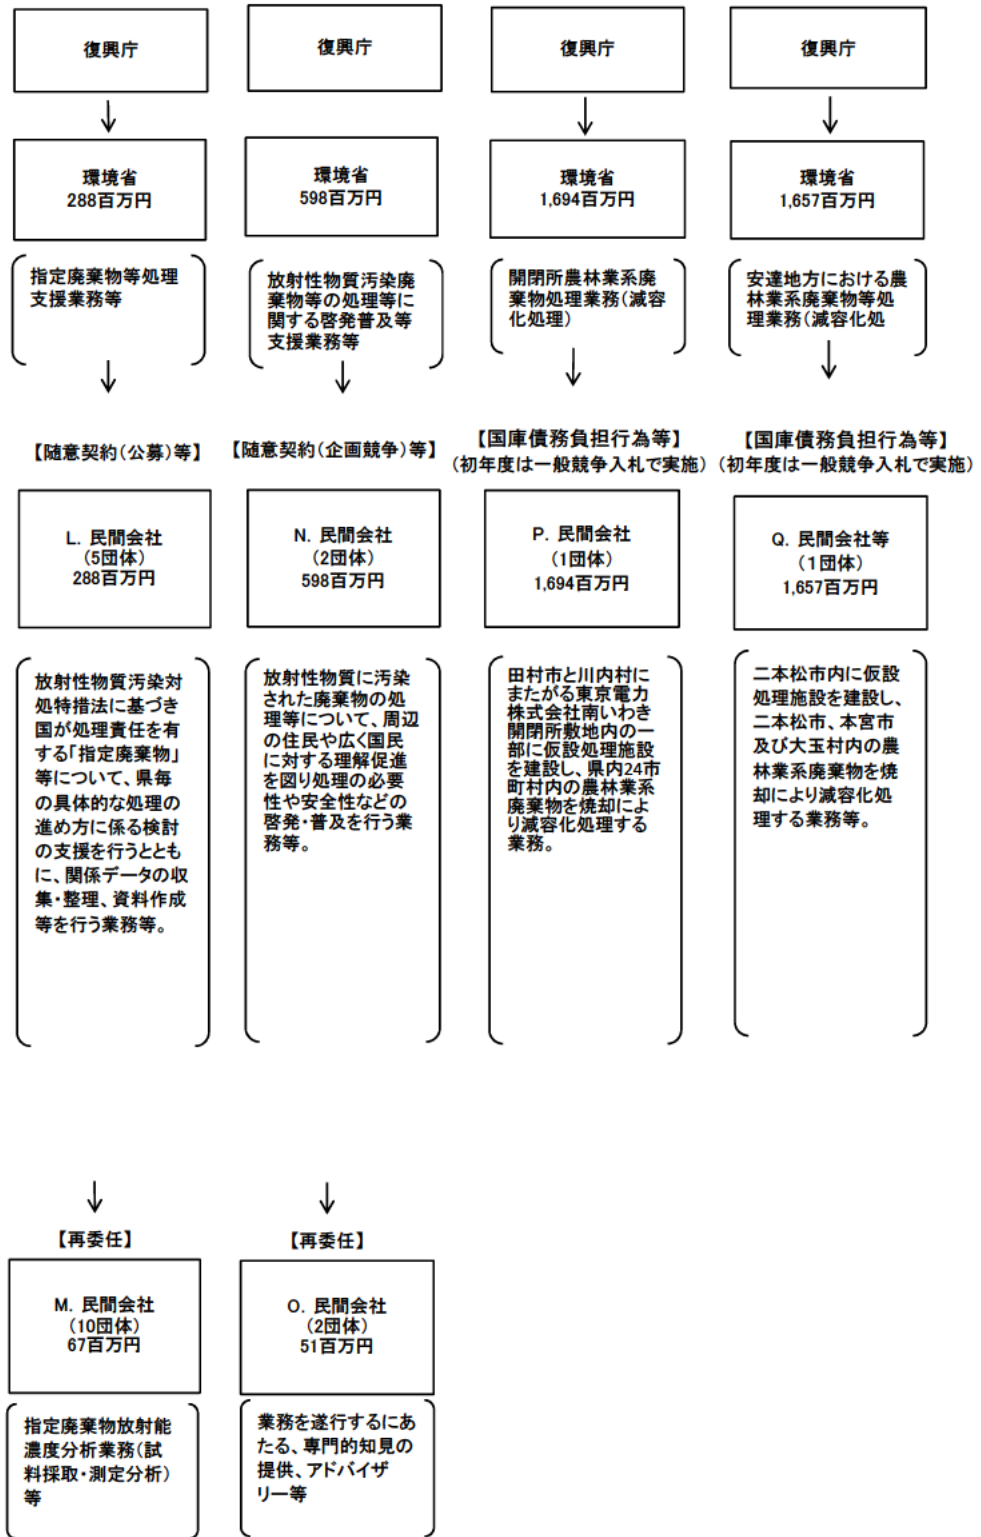 復興庁
環境省
288百万円
指定廃棄物等処理
支援業務等
【随意契約(公募)等】
L. 民間会社
(5団体)
288百万円
放射性物質汚染対
処特措法に基づき
国が処理責任を有
する「指定廃棄物」
等について、県毎
の具体的な処理の
進め方に係る検討
の支援を行うととも
に、関係データの収
集・整理、資料作成
等を行う業務等。
【再委任】
M. 民間会社
(10団体)
67百万円
指定廃棄物放射能
濃度分析業務(試
料採取・測定分析)
等
復興庁
環境省
598百万円
放射性物質汚染廃
棄物等の処理等に
関する啓発普及等
支援業務等
【随意契約(企画競争)等】
N. 民間会社
(2団体)
598百万円
放射性物質に汚染
された廃棄物の処
理等について、周辺
の住民や広く国民
に対する理解促進
を図り処理の必要
性や安全性などの
啓発・普及を行う業
務等。
【再委任】
O. 民間会社
(2団体)
51百万円
業務を遂行するにあ
たる、専門的知見の
提供、アドバイザ
リー等
復興庁
環境省
1,694百万円
開閉所農林業系廃
棄物処理業務(減容
化処理)
【国庫債務負担行為等】
(初年度は一般競争入札で実施)
P. 民間会社
(1団体)
1,694百万円
田村市と川内村に
またがる東京電力
株式会社南いわき
開閉所敷地内の一
部に仮設処理施設
を建設し、県内24市
町村内の農林業系
廃棄物を焼却によ
り減容化処理する
業務。
復興庁
環境省
1,657百万円
安達地方における農
林業系廃棄物等処
理業務(減容化処
【国庫債務負担行為等】
(初年度は一般競争入札で実施)
Q. 民間会社等
(1団体)
1,657百万円
二本松市内に仮設
処理施設を建設し、
二本松市、本宮市
及び大玉村内の農
林業系廃棄物を焼
却により減容化処
理する業務等。